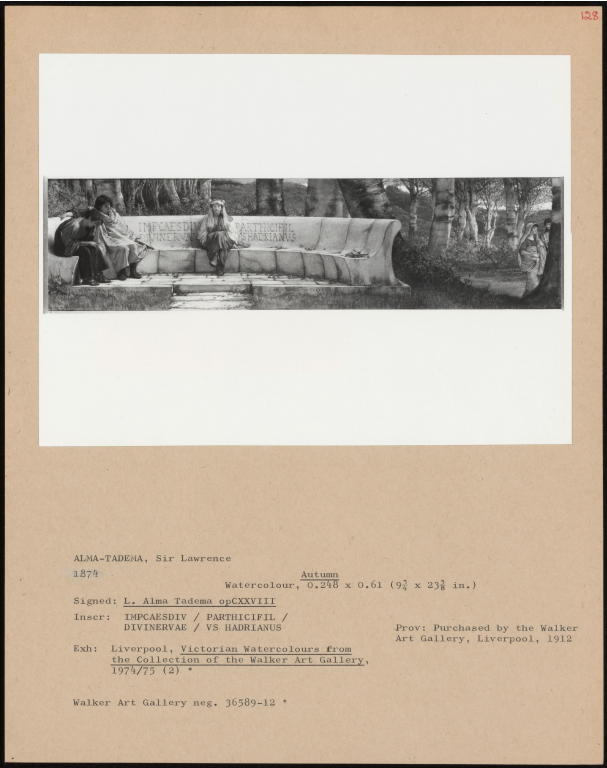 128
IMPCAESDIV PARTHICIFIL
DIVINERVAE VS HADRIANUS
ALMA-TADEMA, Sir Lawrence
1874
Autumn
Watercolour, 0.248 x 0.61 (9¾ x 23⅜ in.)
Signed: L. Alma Tadema opCXXVIII
Inscr: IMPCAESDIV / PARTHICIFIL /
DIVINERVAE / VS HADRIANUS
Prov: Purchased by the Walker
Art Gallery, Liverpool, 1912
Exh: Liverpool, Victorian Watercolours from
the Collection of the Walker Art Gallery,
1974/75 (2) *
Walker Art Gallery neg. 36589-12 *